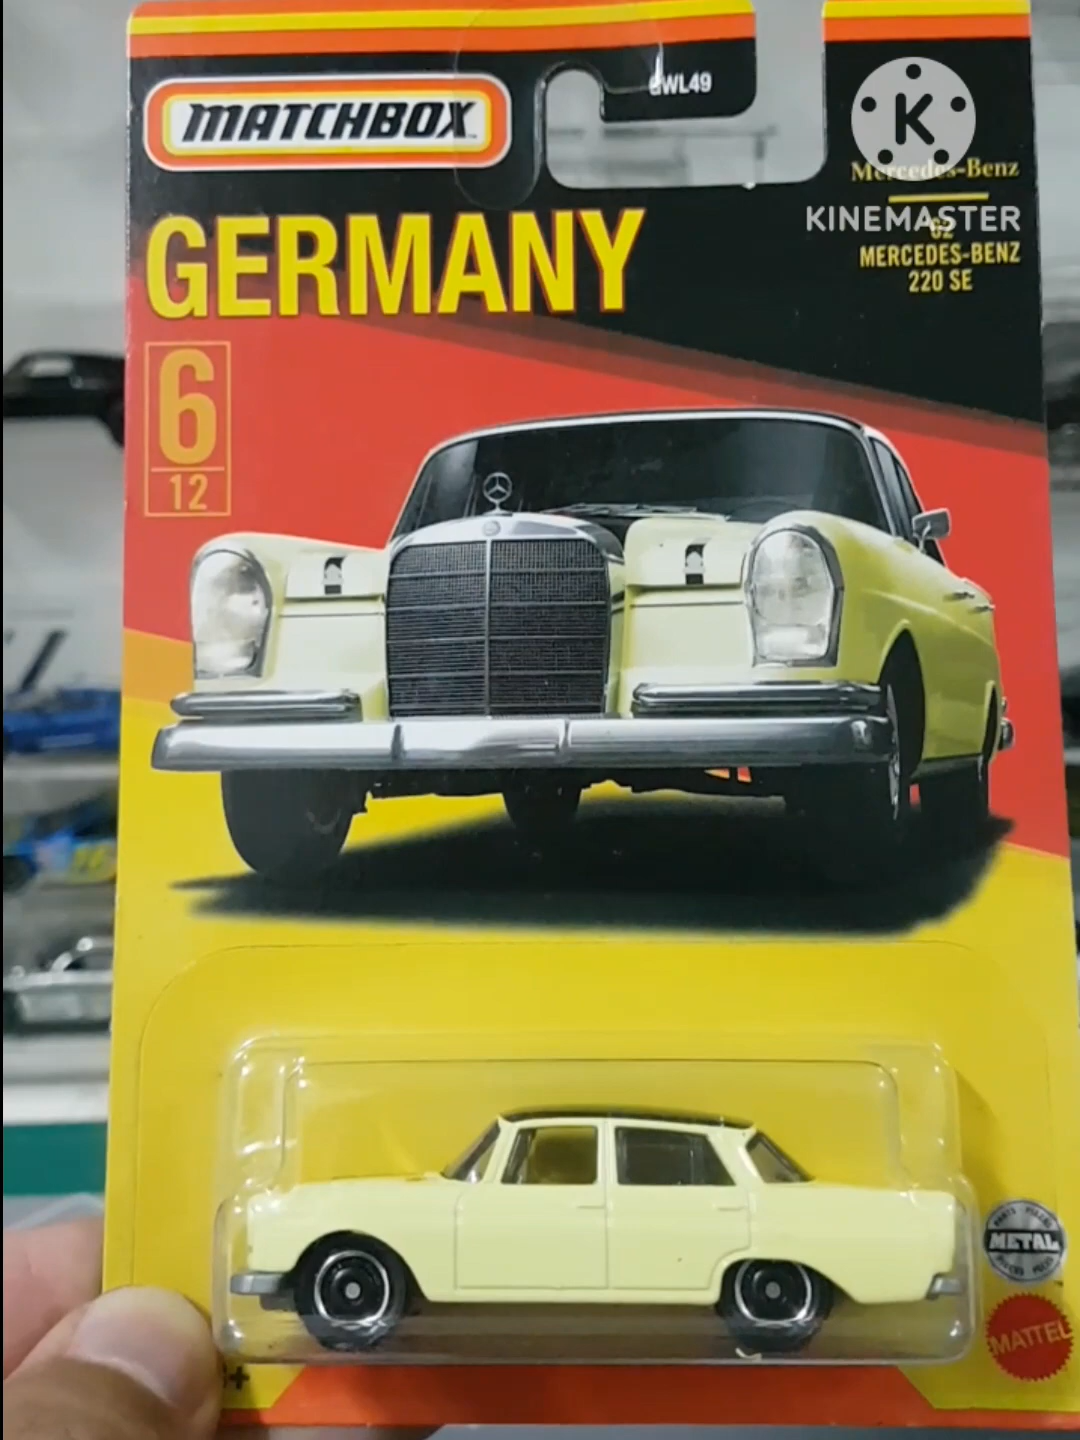 MATCHBOX
GWL49
Mercedes-Benz
KINEMASTER
62
MERCEDES-BENZ
220 SE
GERMANY
6
12
METAL
MATTEL